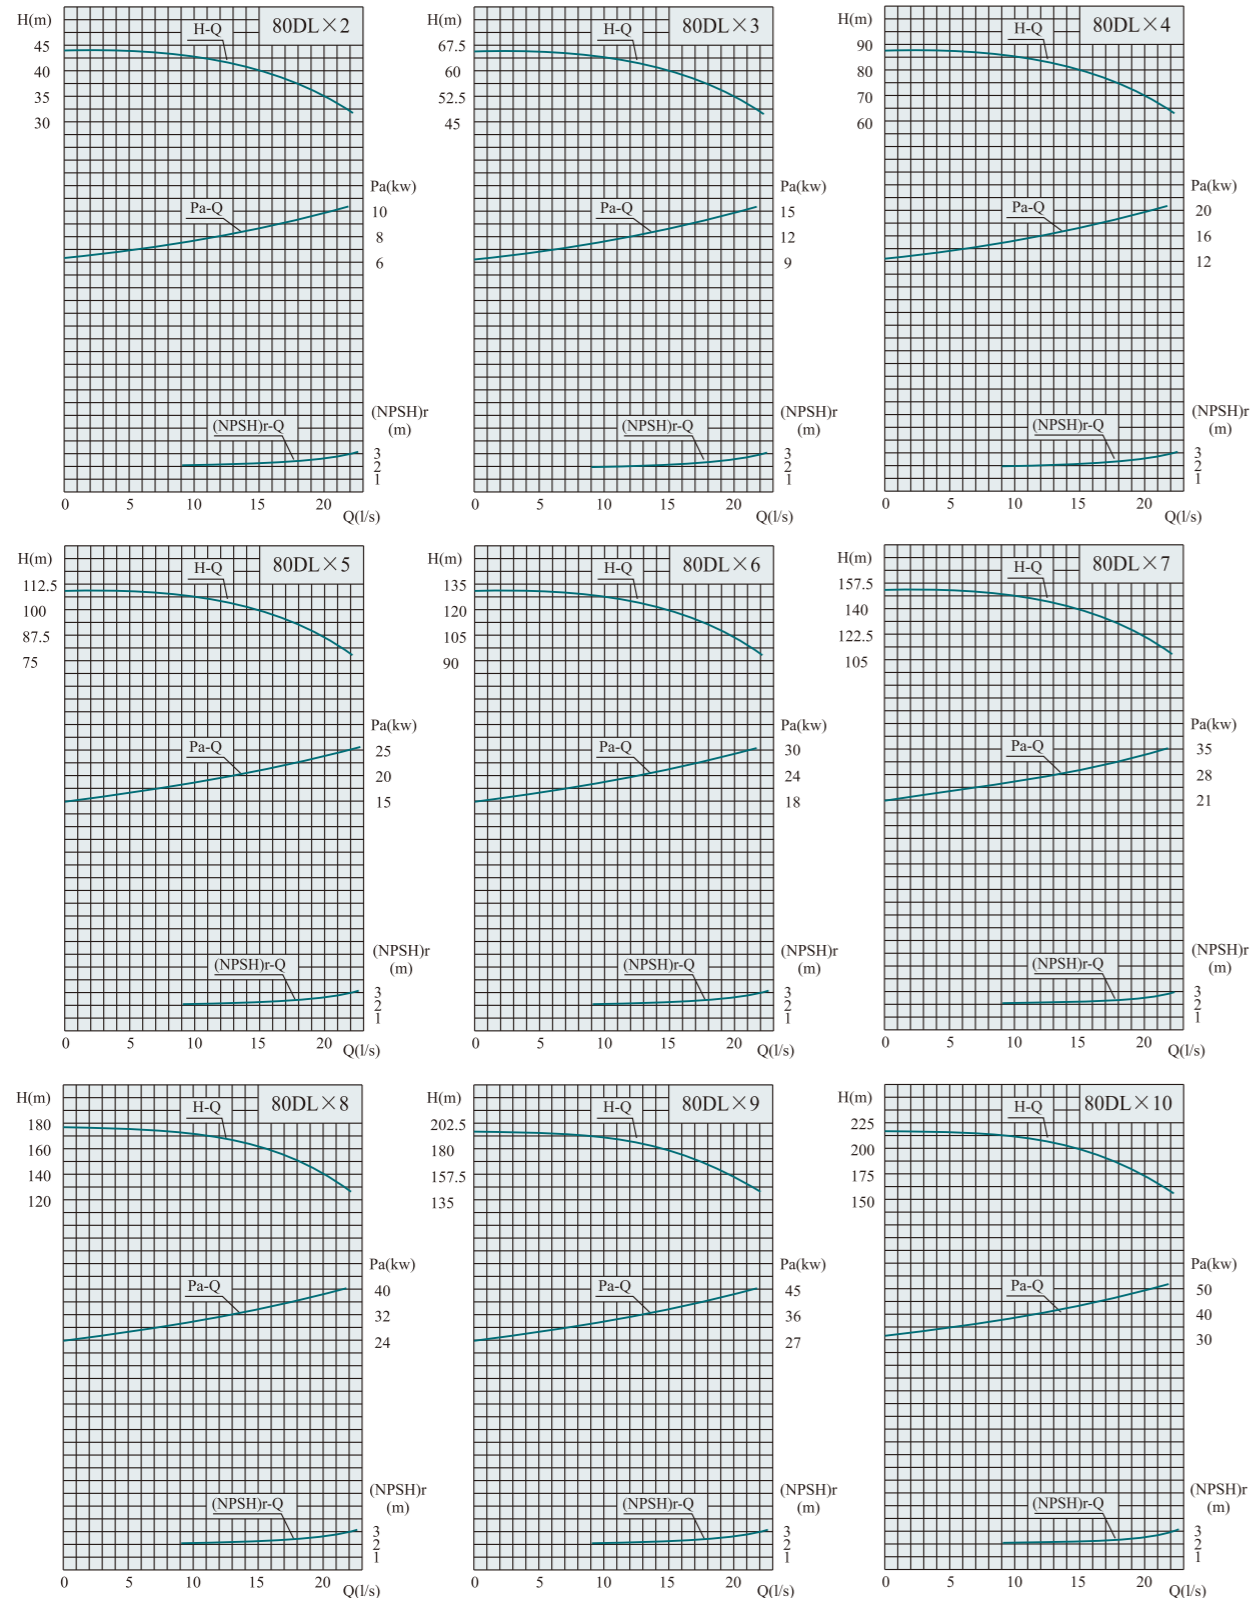 H(m)
80DL×2
H-Q
45
40
35
30
Pa(kw)
Pa-Q
10
8
6
(NPSH)r
(m)
(NPSH)r-Q
3
2
1
0 5 10 15 20
Q(l/s)
H(m)
80DL×3
H-Q
67.5
60
52.5
45
Pa(kw)
Pa-Q
15
12
9
(NPSH)r
(m)
(NPSH)r-Q
3
2
1
0 5 10 15 20
Q(l/s)
H(m)
80DL×4
H-Q
90
80
70
60
Pa(kw)
Pa-Q
20
16
12
(NPSH)r
(m)
(NPSH)r-Q
3
2
1
0 5 10 15 20
Q(l/s)
H(m)
80DL×5
H-Q
112.5
100
87.5
75
Pa(kw)
Pa-Q
25
20
15
(NPSH)r
(m)
(NPSH)r-Q
3
2
1
0 5 10 15 20
Q(l/s)
H(m)
80DL×6
H-Q
135
120
105
90
Pa(kw)
Pa-Q
30
24
18
(NPSH)r
(m)
(NPSH)r-Q
3
2
1
0 5 10 15 20
Q(l/s)
H(m)
80DL×7
H-Q
157.5
140
122.5
105
Pa(kw)
Pa-Q
35
28
21
(NPSH)r
(m)
(NPSH)r-Q
3
2
1
0 5 10 15 20
Q(l/s)
H(m)
80DL×8
H-Q
180
160
140
120
Pa(kw)
Pa-Q
40
32
24
(NPSH)r
(m)
(NPSH)r-Q
3
2
1
0 5 10 15 20
Q(l/s)
H(m)
80DL×9
H-Q
202.5
180
157.5
135
Pa(kw)
Pa-Q
45
36
27
(NPSH)r
(m)
(NPSH)r-Q
3
2
1
0 5 10 15 20
Q(l/s)
H(m)
80DL×10
H-Q
225
200
175
150
Pa(kw)
Pa-Q
50
40
30
(NPSH)r
(m)
(NPSH)r-Q
3
2
1
0 5 10 15 20
Q(l/s)